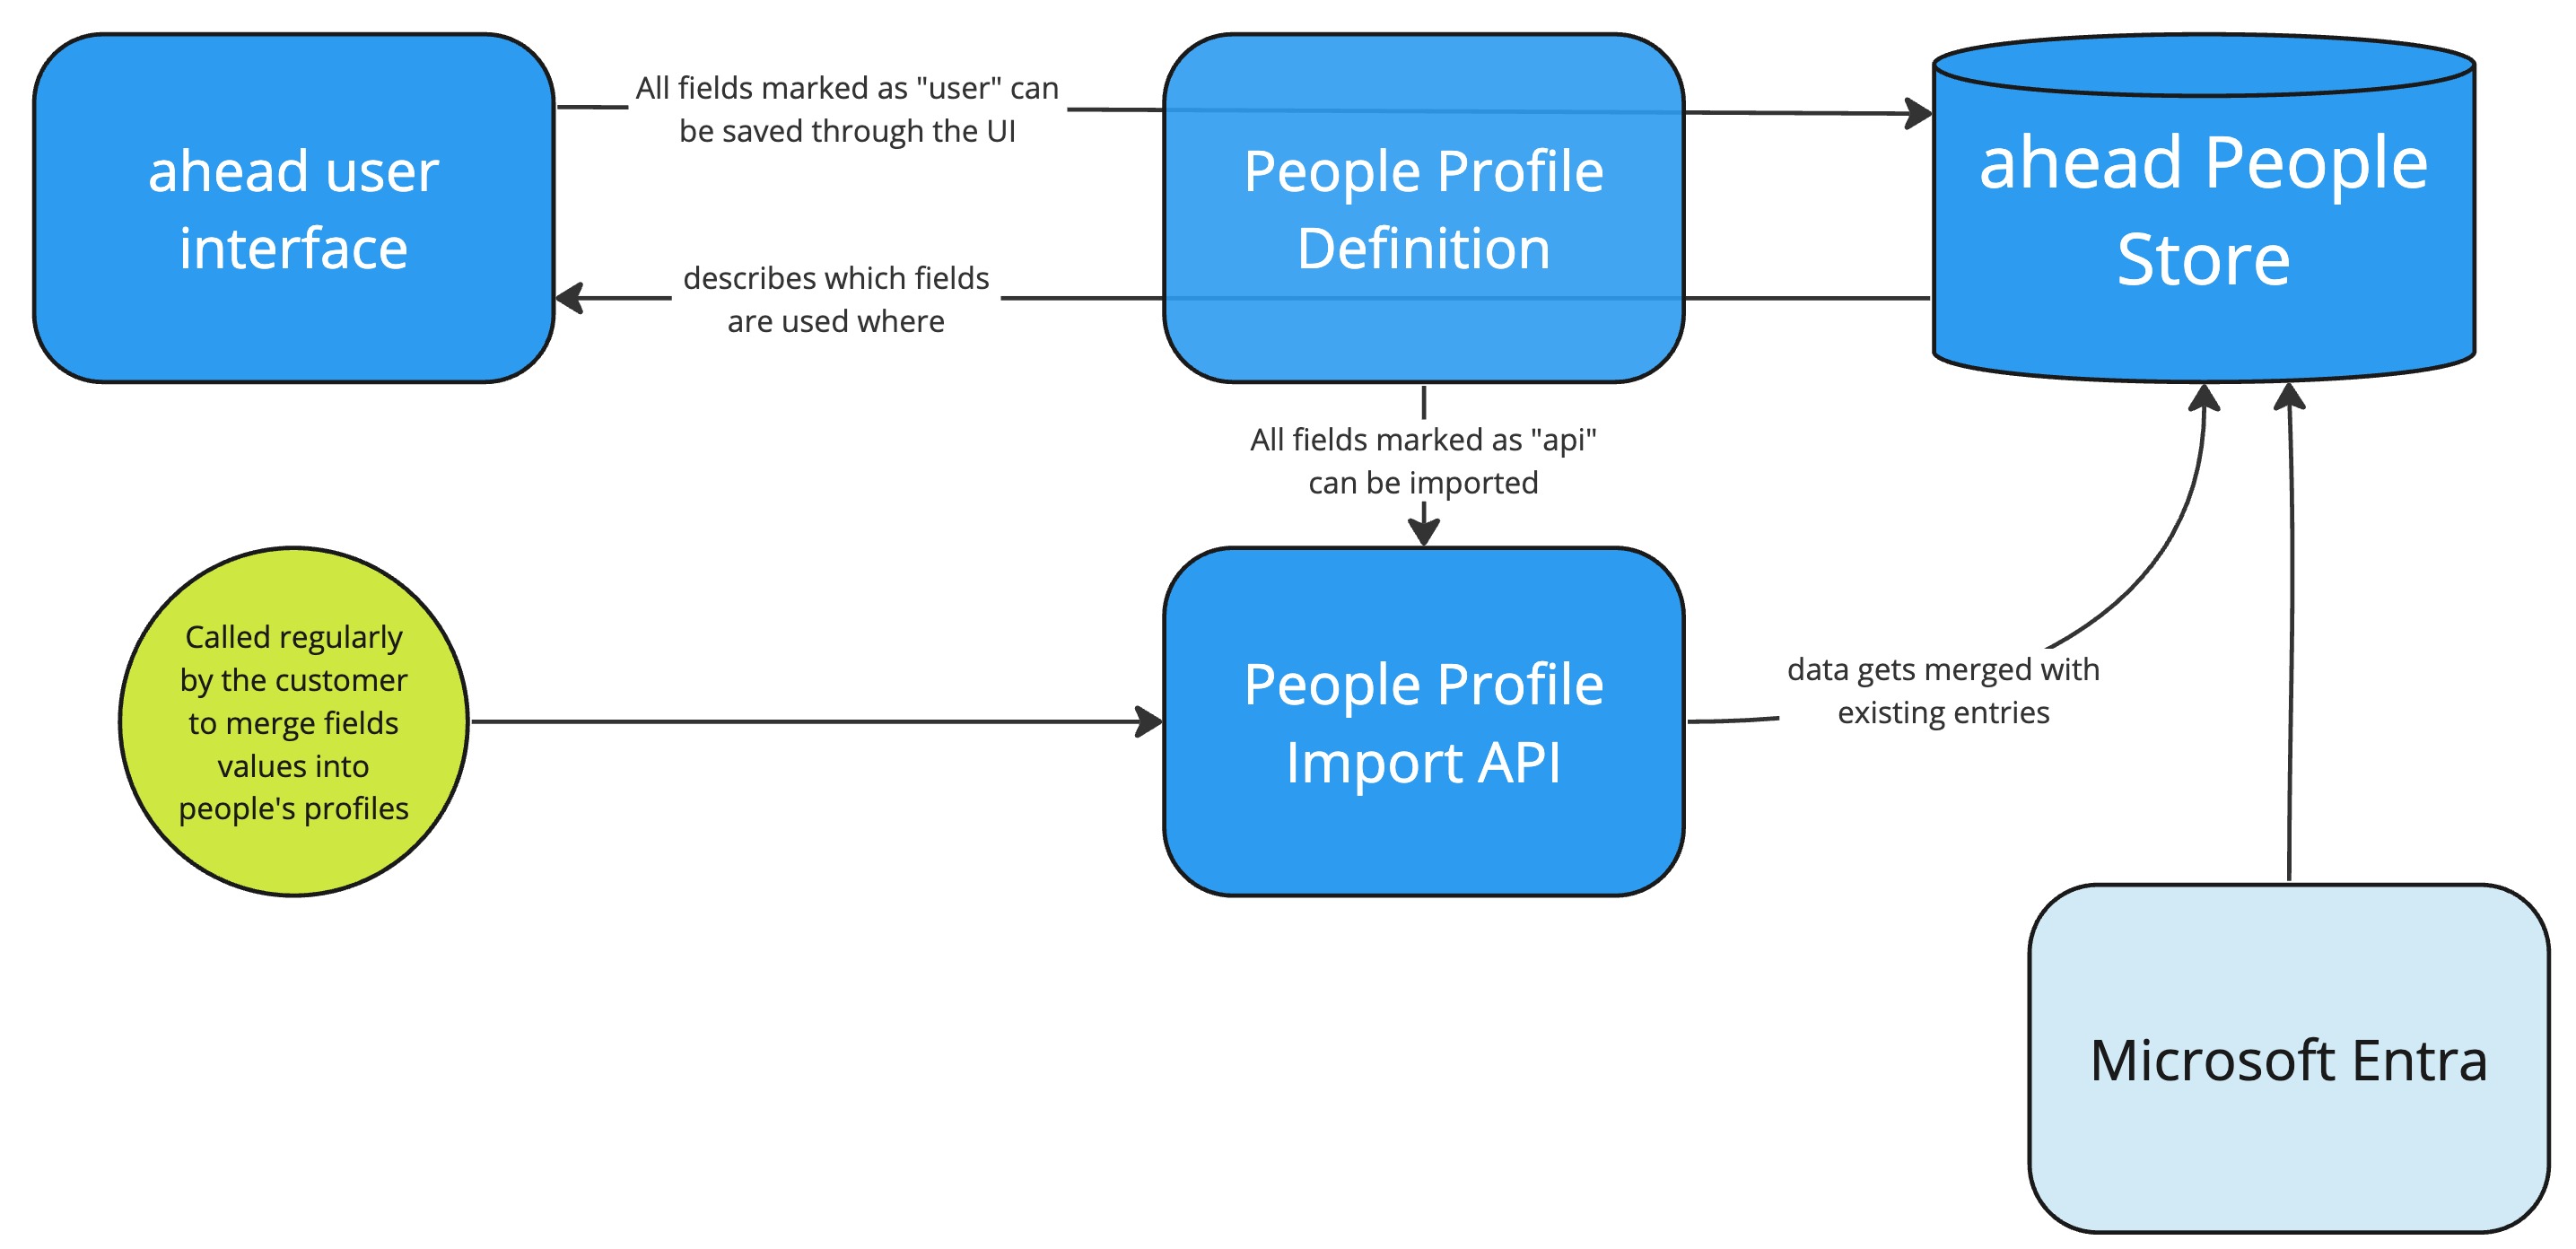 ahead user
interface
All fields marked as "user" can
be saved through the UI
People Profile
Definition
ahead People
Store
describes which fields
are used where
All fields marked as "api"
can be imported
Called regularly
by the customer
to merge fields
values into
people's profiles
People Profile
Import API
data gets merged with
existing entries
Microsoft Entra